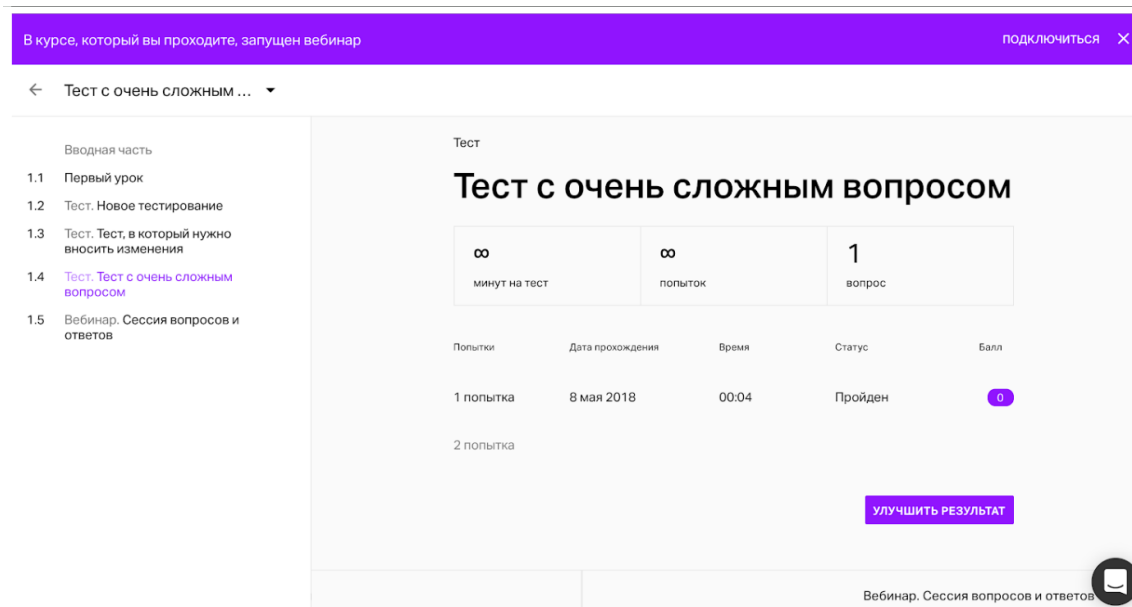 В курсе, который вы проходите, запущен вебинар
ПОДКЛЮЧИТЬСЯ
Тест с очень сложным ...
Вводная часть
1.1 Первый урок
1.2 Тест. Новое тестирование
1.3 Тест. Тест, в который нужно
вносить изменения
1.4 Тест. Тест с очень сложным
вопросом
1.5 Вебинар. Сессия вопросов и
ответов
Тест
Тест с очень сложным вопросом
∞ ∞ 1
минут на тест попыток вопрос
Попытки Дата прохождения Время Статус Балл
1 попытка 8 мая 2018 00:04 Пройден 0
2 попытка
УЛУЧШИТЬ РЕЗУЛЬТАТ
Вебинар. Сессия вопросов и ответов